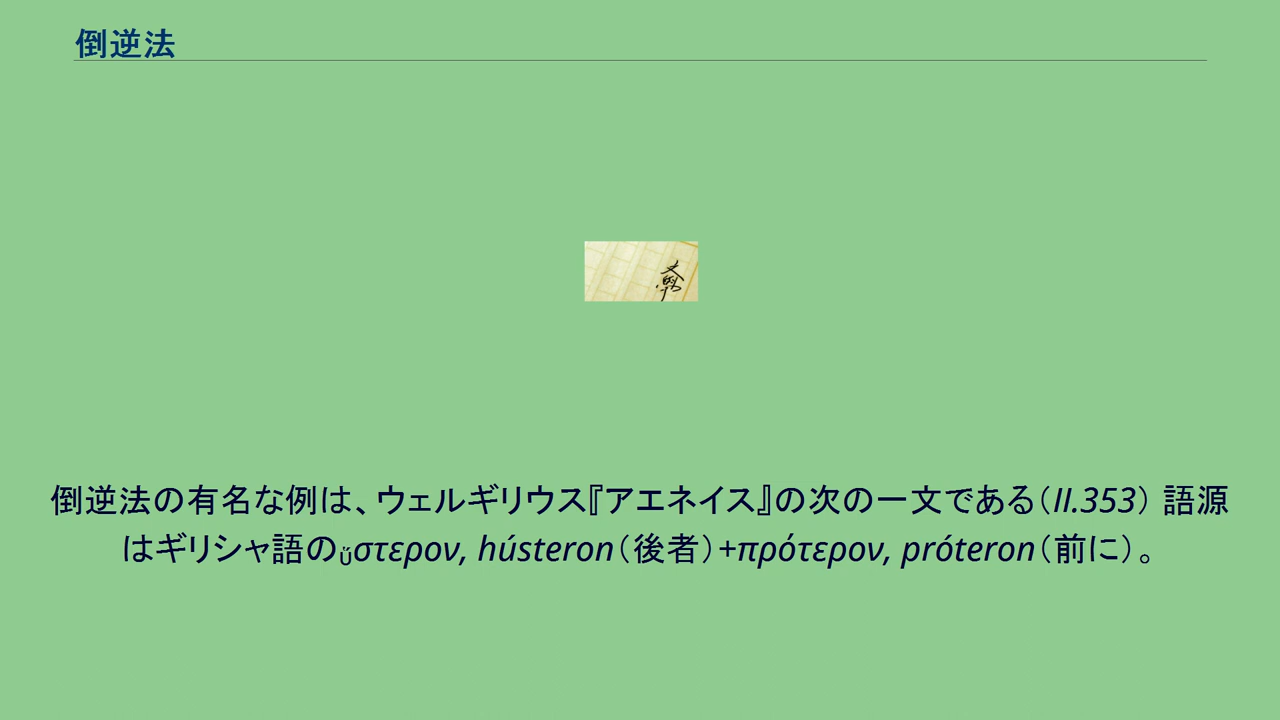 倒逆法
倒逆法の有名な例は、ウェルギリウス『アエネイス』の次の一文である（II.353） 語源
はギリシャ語のὕστερον, hústeron（後者）+πρότερον, próteron（前に）。